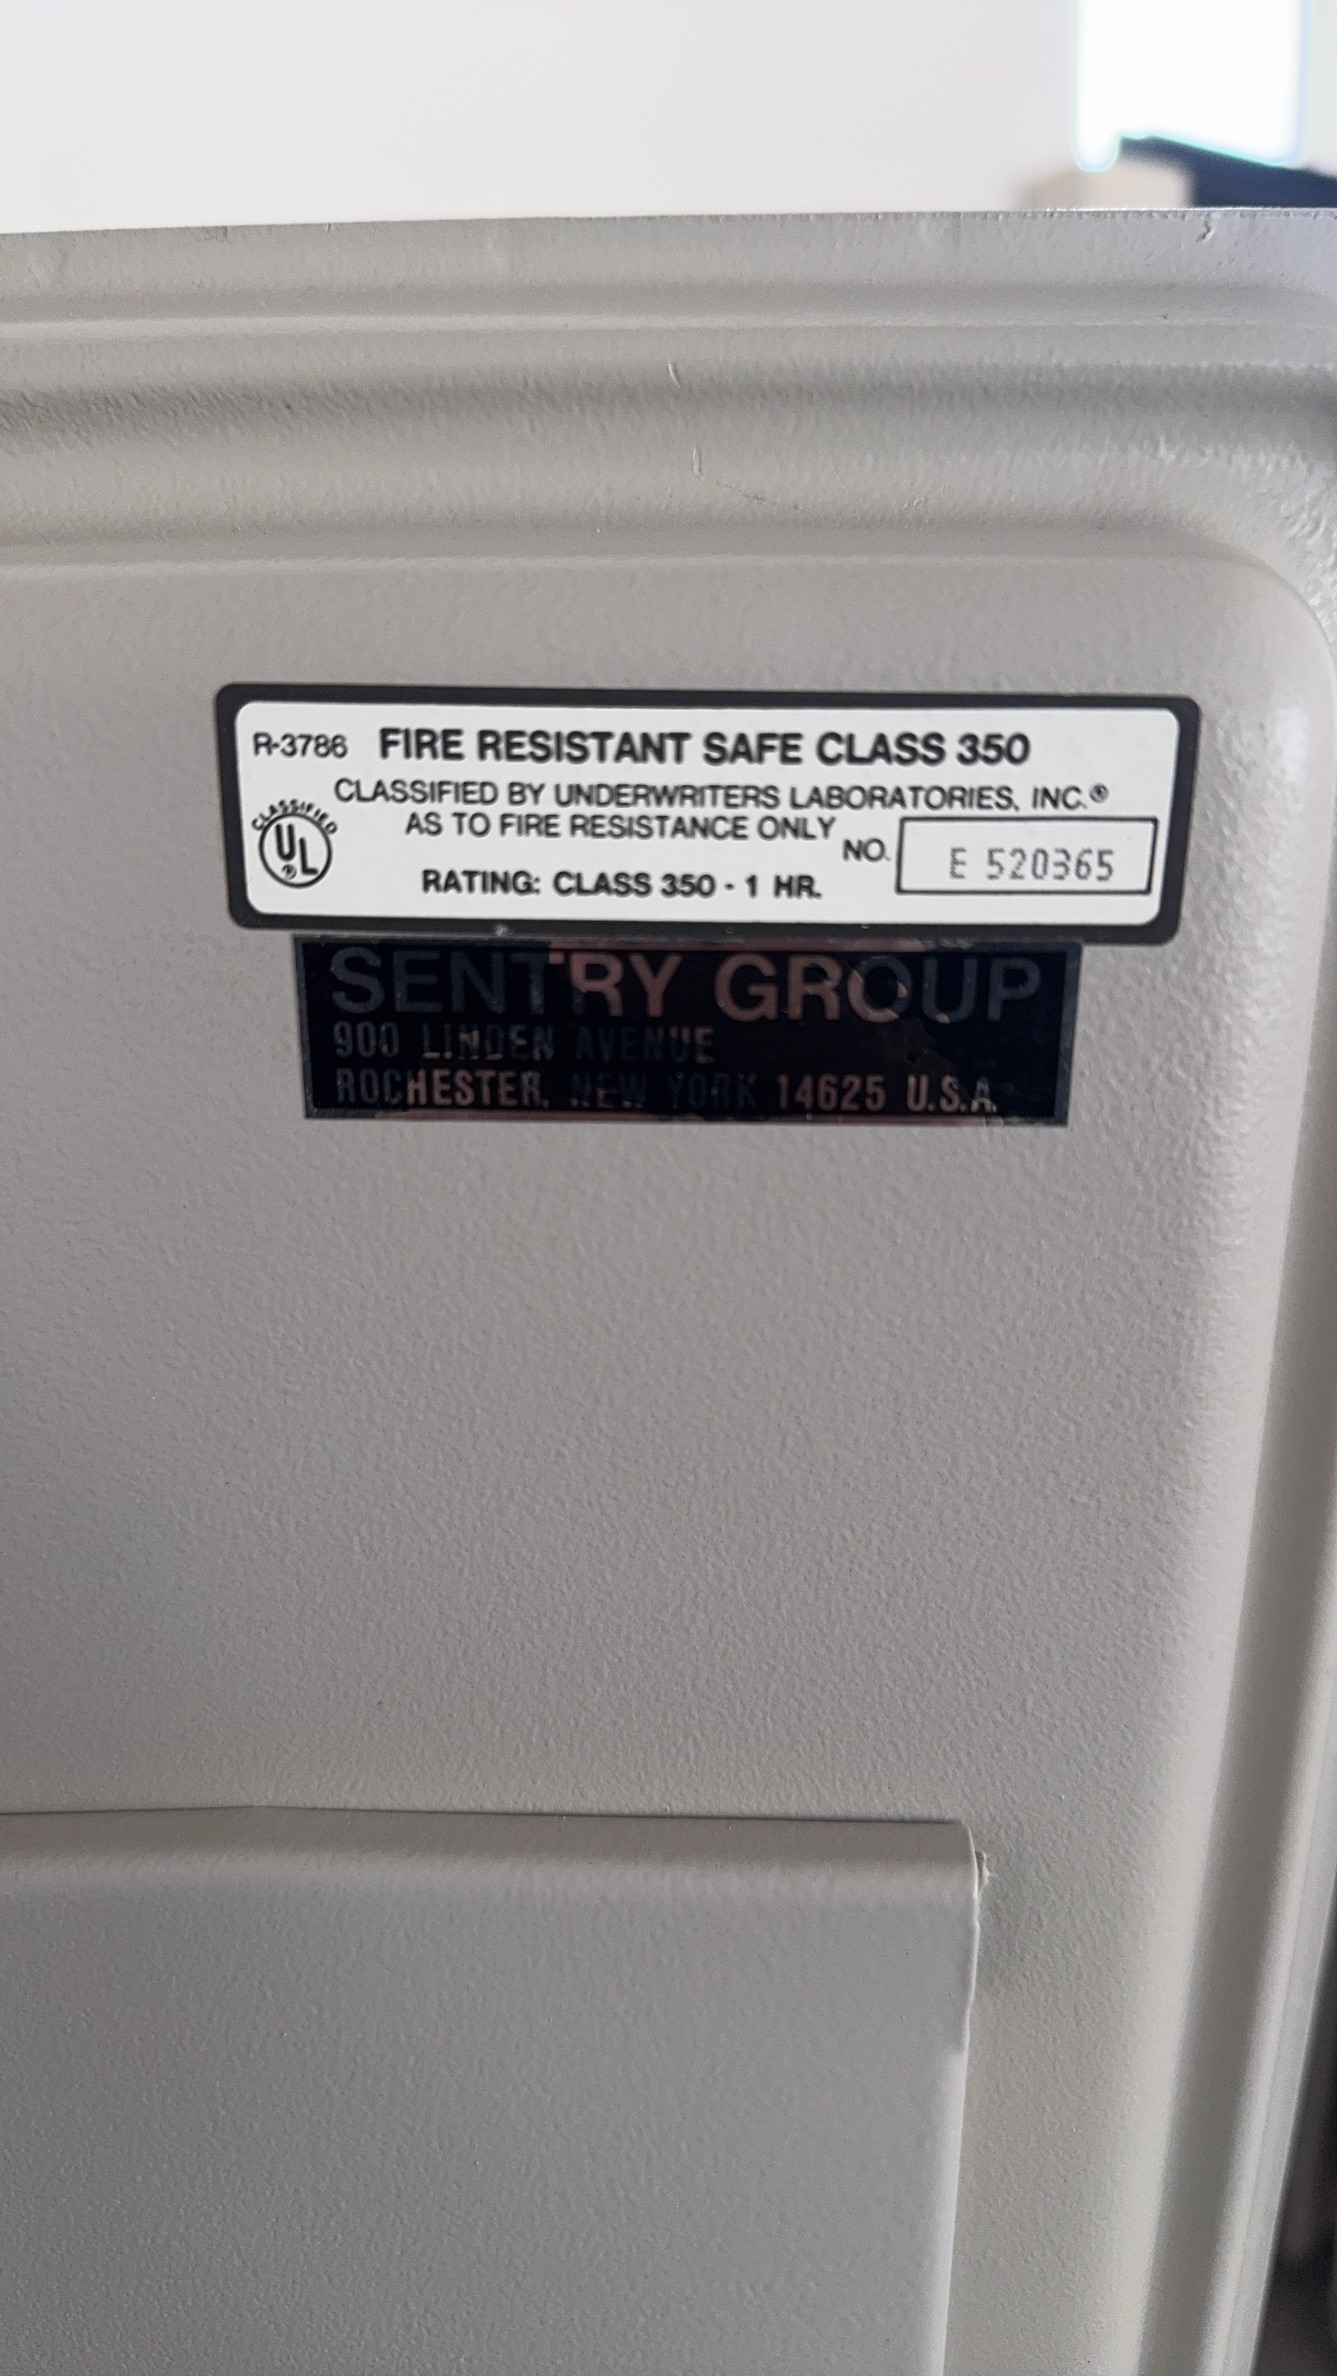 R-3786 FIRE RESISTANT SAFE CLASS 350
CLASSIFIED BY UNDERWRITERS LABORATORIES, INC.®
AS TO FIRE RESISTANCE ONLY
NO. E 520365
CLASSIFIED
UL®
RATING: CLASS 350 - 1 HR.
SENTRY GROUP
900 LINDEN AVENUE
ROCHESTER, NEW YORK 14625 U.S.A.